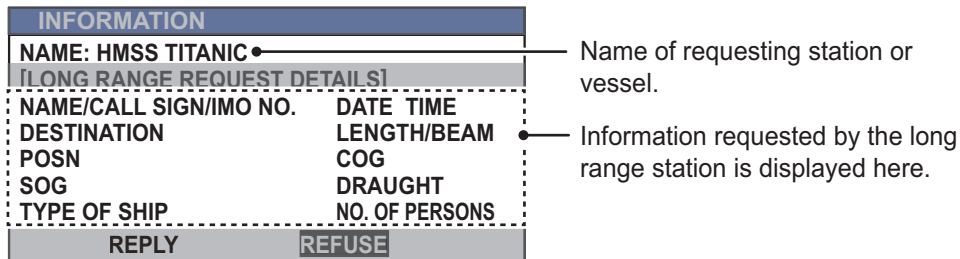 INFORMATION
NAME: HMSS TITANIC
[LONG RANGE REQUEST DETAILS]
NAME/CALL SIGN/IMO NO. DATE TIME
DESTINATION LENGTH/BEAM
POSN COG
SOG DRAUGHT
TYPE OF SHIP NO. OF PERSONS
REPLY REFUSE
Name of requesting station or
vessel.
Information requested by the long
range station is displayed here.